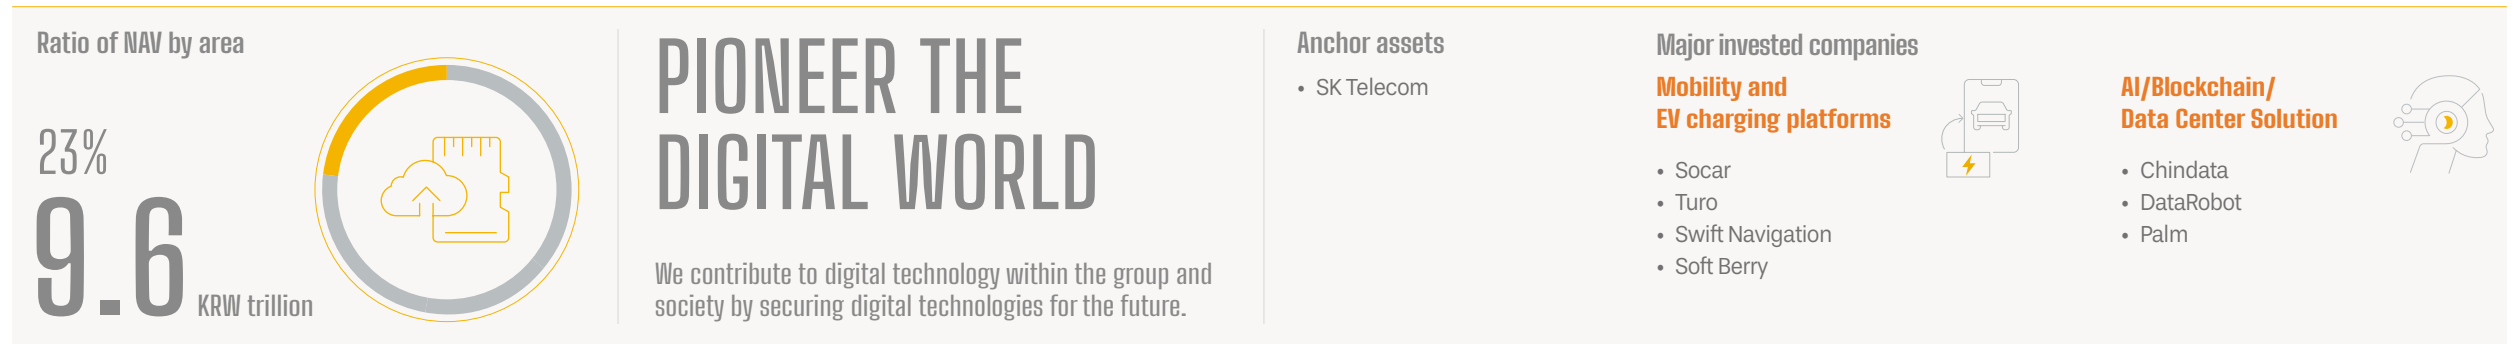 Ratio of NAV by area
23%
9.6 KRW trillion
PIONEER THE
DIGITAL WORLD
We contribute to digital technology within the group and
society by securing digital technologies for the future.
Anchor assets
• SK Telecom
Major invested companies
Mobility and
EV charging platforms
• Socar
• Turo
• Swift Navigation
• Soft Berry
AI/Blockchain/
Data Center Solution
• Chindata
• DataRobot
• Palm